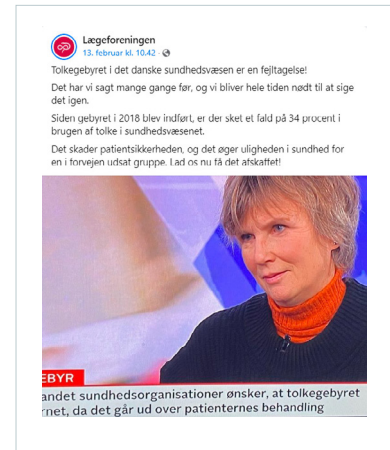 Lægeforeningen
13. februar kl. 10.42 ·
Tolkegebyret i det danske sundhedsvæsen er en fejltagelse!
Det har vi sagt mange gange før, og vi bliver hele tiden nødt til at sige
det igen.
Siden gebyret i 2018 blev indført, er der sket et fald på 34 procent i
brugen af tolke i sundhedsvæsenet.
Det skader patientsikkerheden, og det øger uligheden i sundhed for
en i forvejen udsat gruppe. Lad os nu få det afskaffet!
EBYR
andet sundhedsorganisationer ønsker, at tolkegebyret
rnet, da det går ud over patienternes behandling